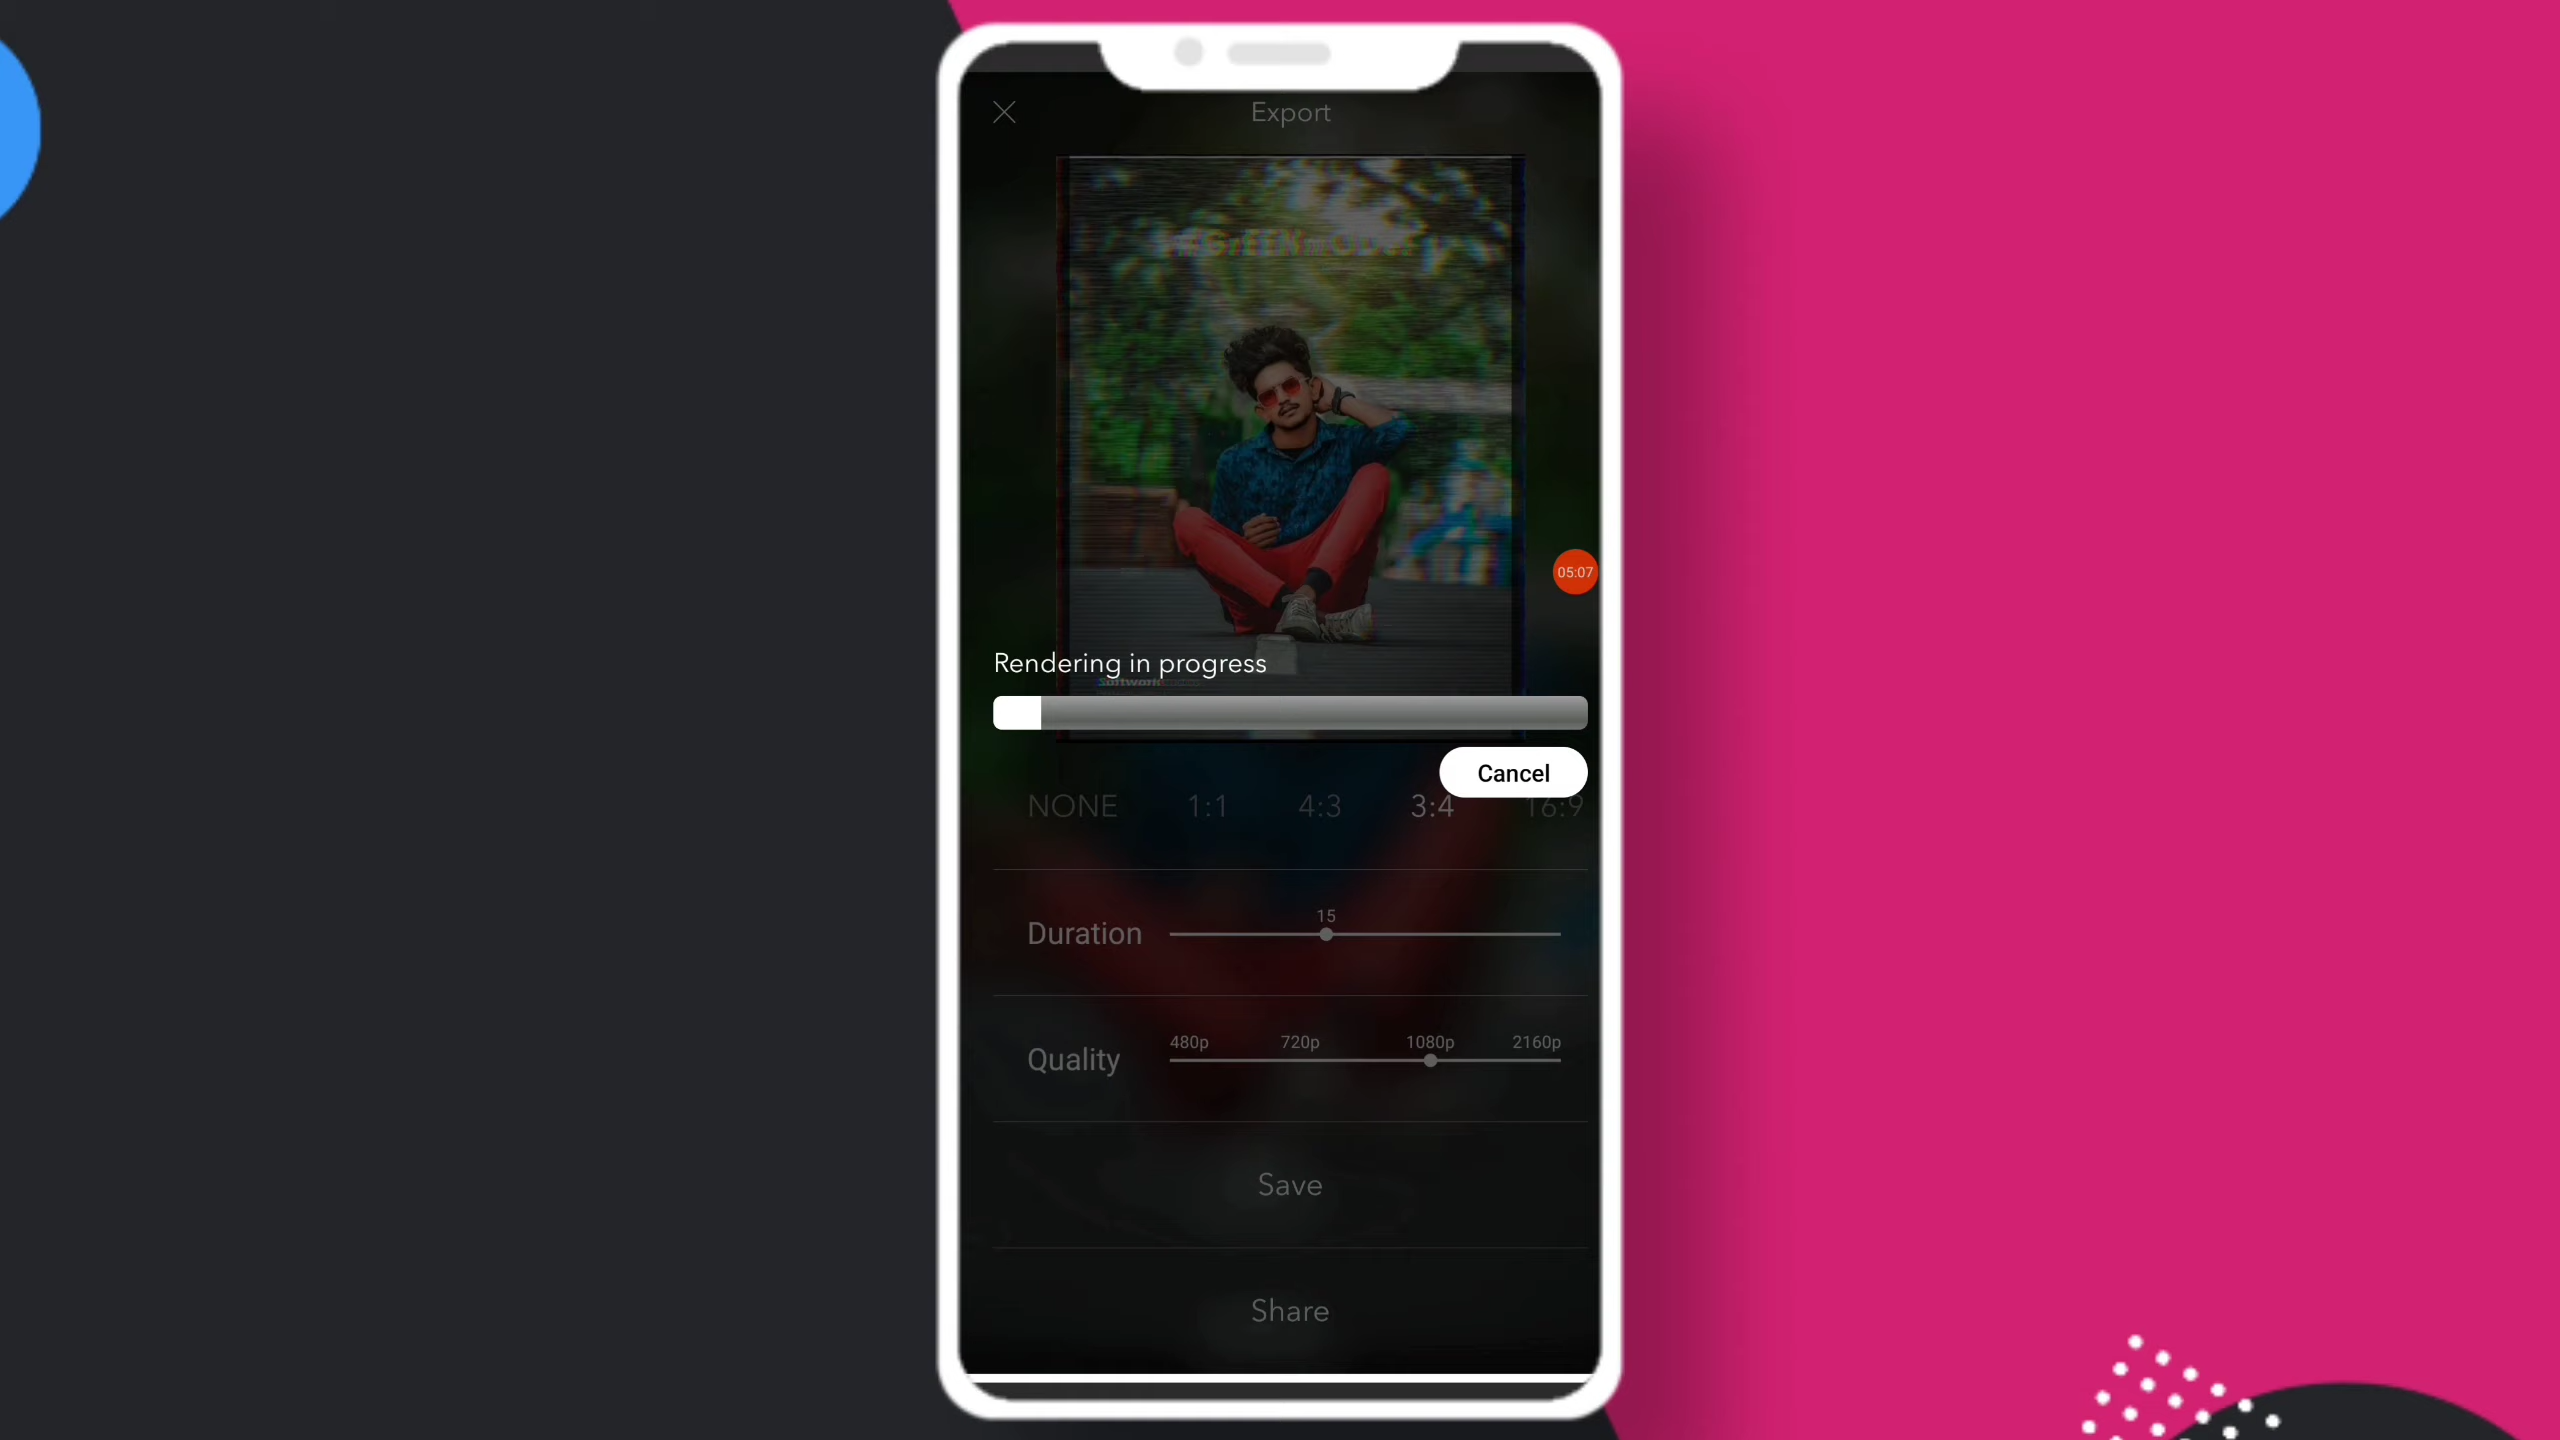 Export
05:07
Rendering in progress
Cancel
NONE 1:1 4:3 3:4 16:9
15
Duration
480p 720p 1080p 2160p
Quality
Save
Share